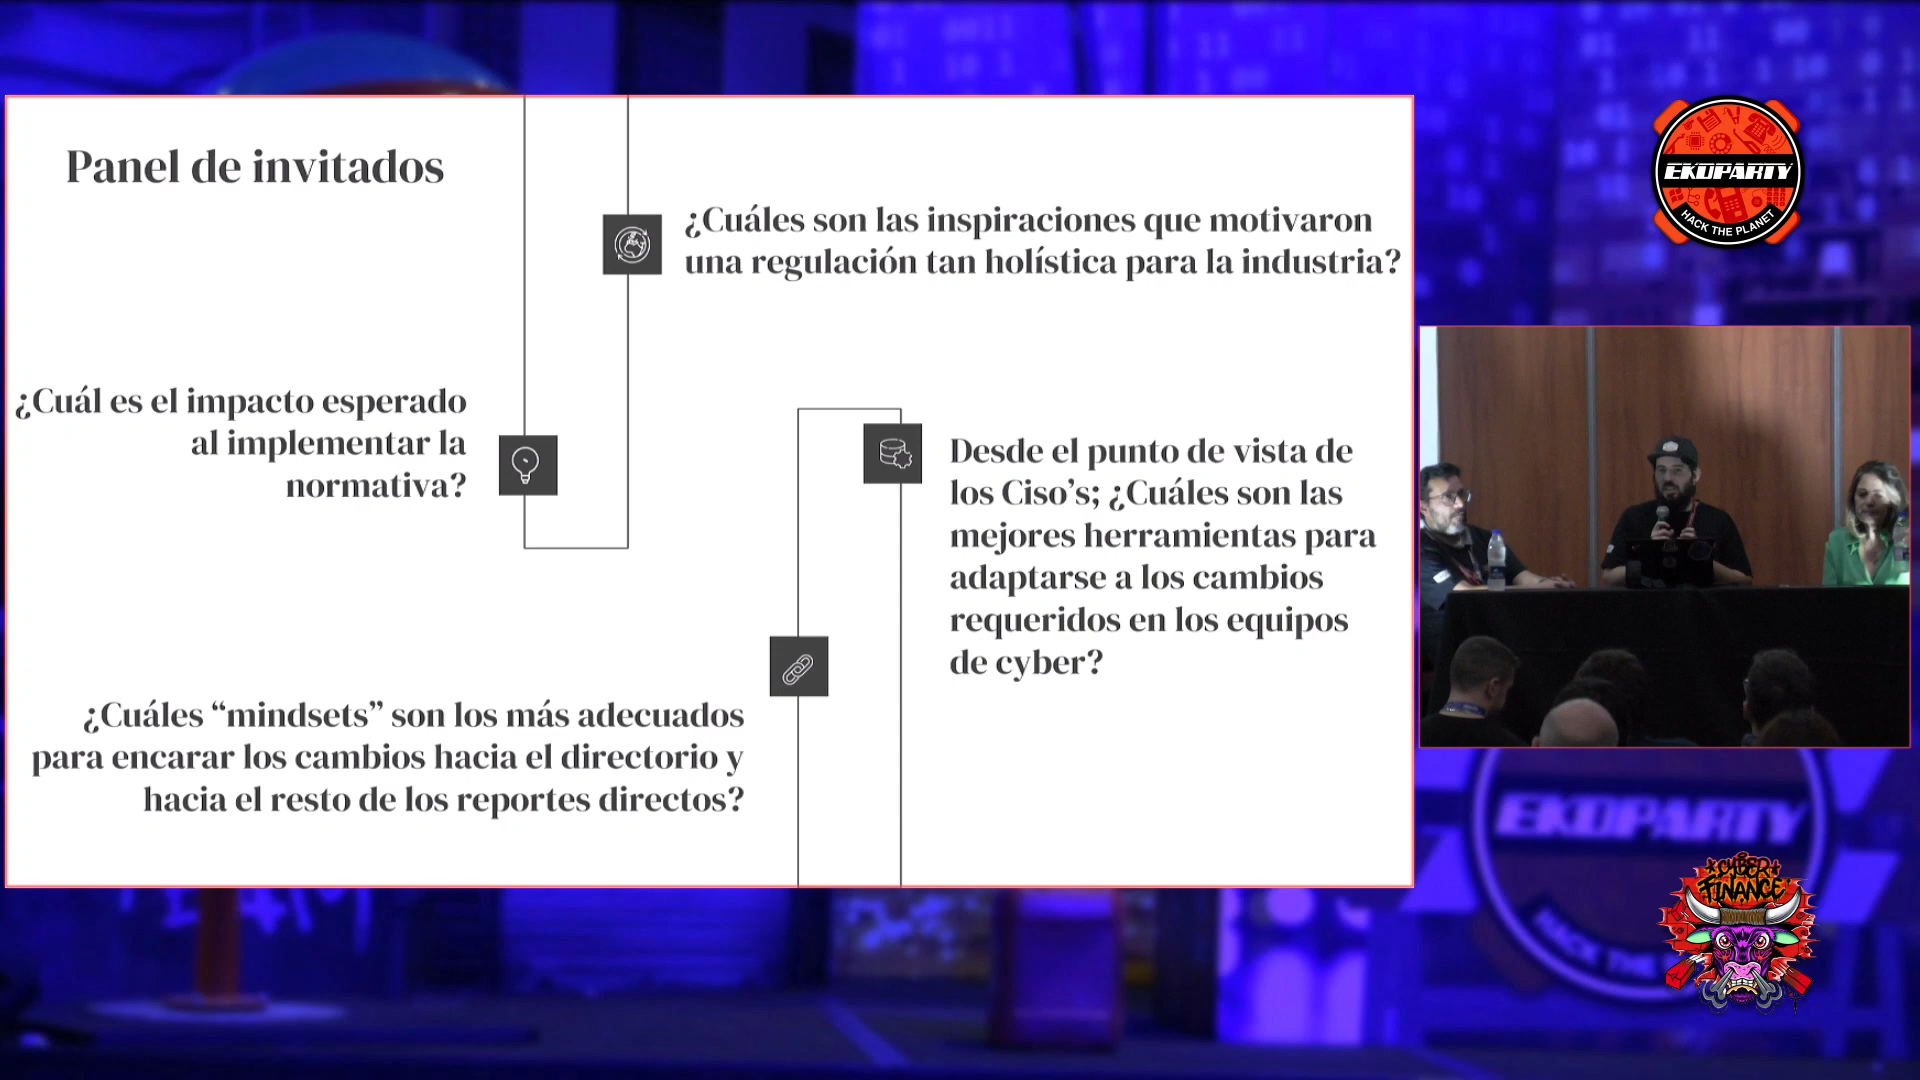 Panel de invitados
¿Cuáles son las inspiraciones que motivaron
una regulación tan holística para la industria?
¿Cuál es el impacto esperado
al implementar la
normativa?
Desde el punto de vista de
los Ciso’s; ¿Cuáles son las
mejores herramientas para
adaptarse a los cambios
requeridos en los equipos
de cyber?
¿Cuáles “mindsets” son los más adecuados
para encarar los cambios hacia el directorio y
hacia el resto de los reportes directos?
EKOPARTY
HACK THE PLANET
EKOPARTY
HACK THE
CYBER
FINANCE